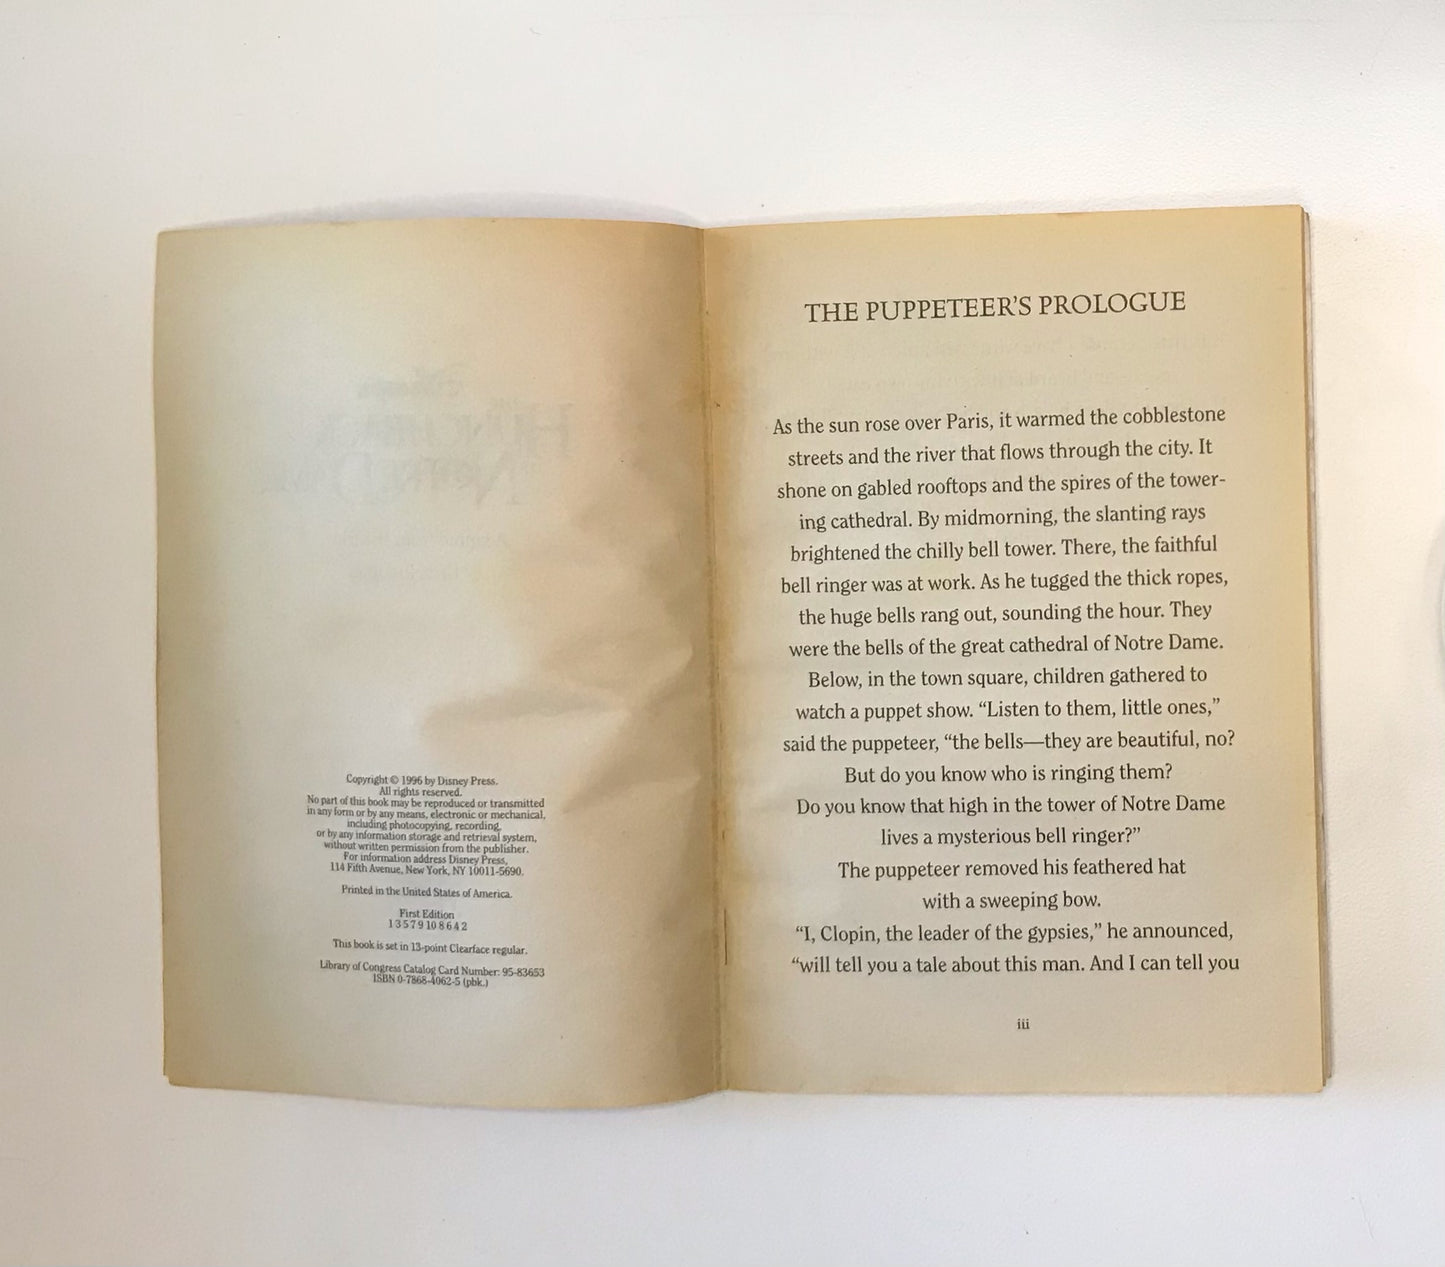 Copyright © 1996 by Disney Press.
All rights reserved.
No part of this book may be reproduced or transmitted
in any form or by any means, electronic or mechanical,
including photocopying, recording,
or by any information storage and retrieval system,
without written permission from the publisher.
For information address Disney Press,
114 Fifth Avenue, New York, NY 10011-5690.
Printed in the United States of America.
First Edition
1 3 5 7 9 10 8 6 4 2
This book is set in 13-point Clearface regular.
Library of Congress Catalog Card Number: 95-83653
ISBN 0-7868-4062-5 (pbk.)
THE PUPPETEER'S PROLOGUE
As the sun rose over Paris, it warmed the cobblestone
streets and the river that flows through the city. It
shone on gabled rooftops and the spires of the tower-
ing cathedral. By midmorning, the slanting rays
brightened the chilly bell tower. There, the faithful
bell ringer was at work. As he tugged the thick ropes,
the huge bells rang out, sounding the hour. They
were the bells of the great cathedral of Notre Dame.
Below, in the town square, children gathered to
watch a puppet show. “Listen to them, little ones,”
said the puppeteer, “the bells—they are beautiful, no?
But do you know who is ringing them?
Do you know that high in the tower of Notre Dame
lives a mysterious bell ringer?”
The puppeteer removed his feathered hat
with a sweeping bow.
“I, Clopin, the leader of the gypsies,” he announced,
“will tell you a tale about this man. And I can tell you
iii